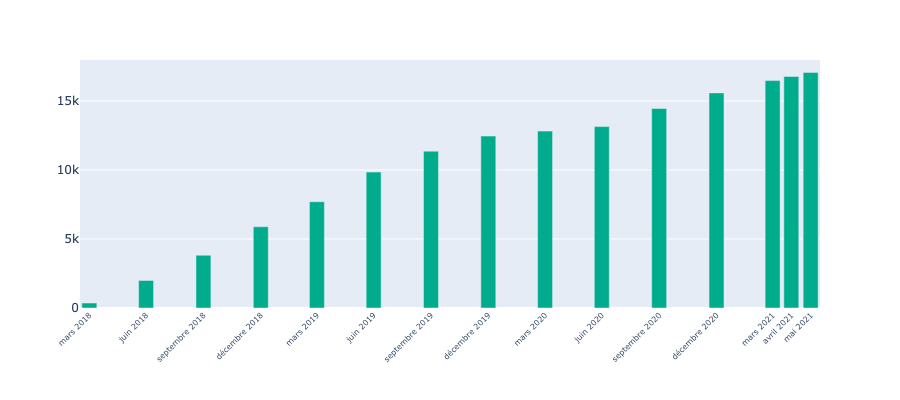 15k
10k
5k
0
mars 2018
juin 2018
septembre 2018
décembre 2018
mars 2019
juin 2019
septembre 2019
décembre 2019
mars 2020
juin 2020
septembre 2020
décembre 2020
mars 2021
avril 2021
mai 2021